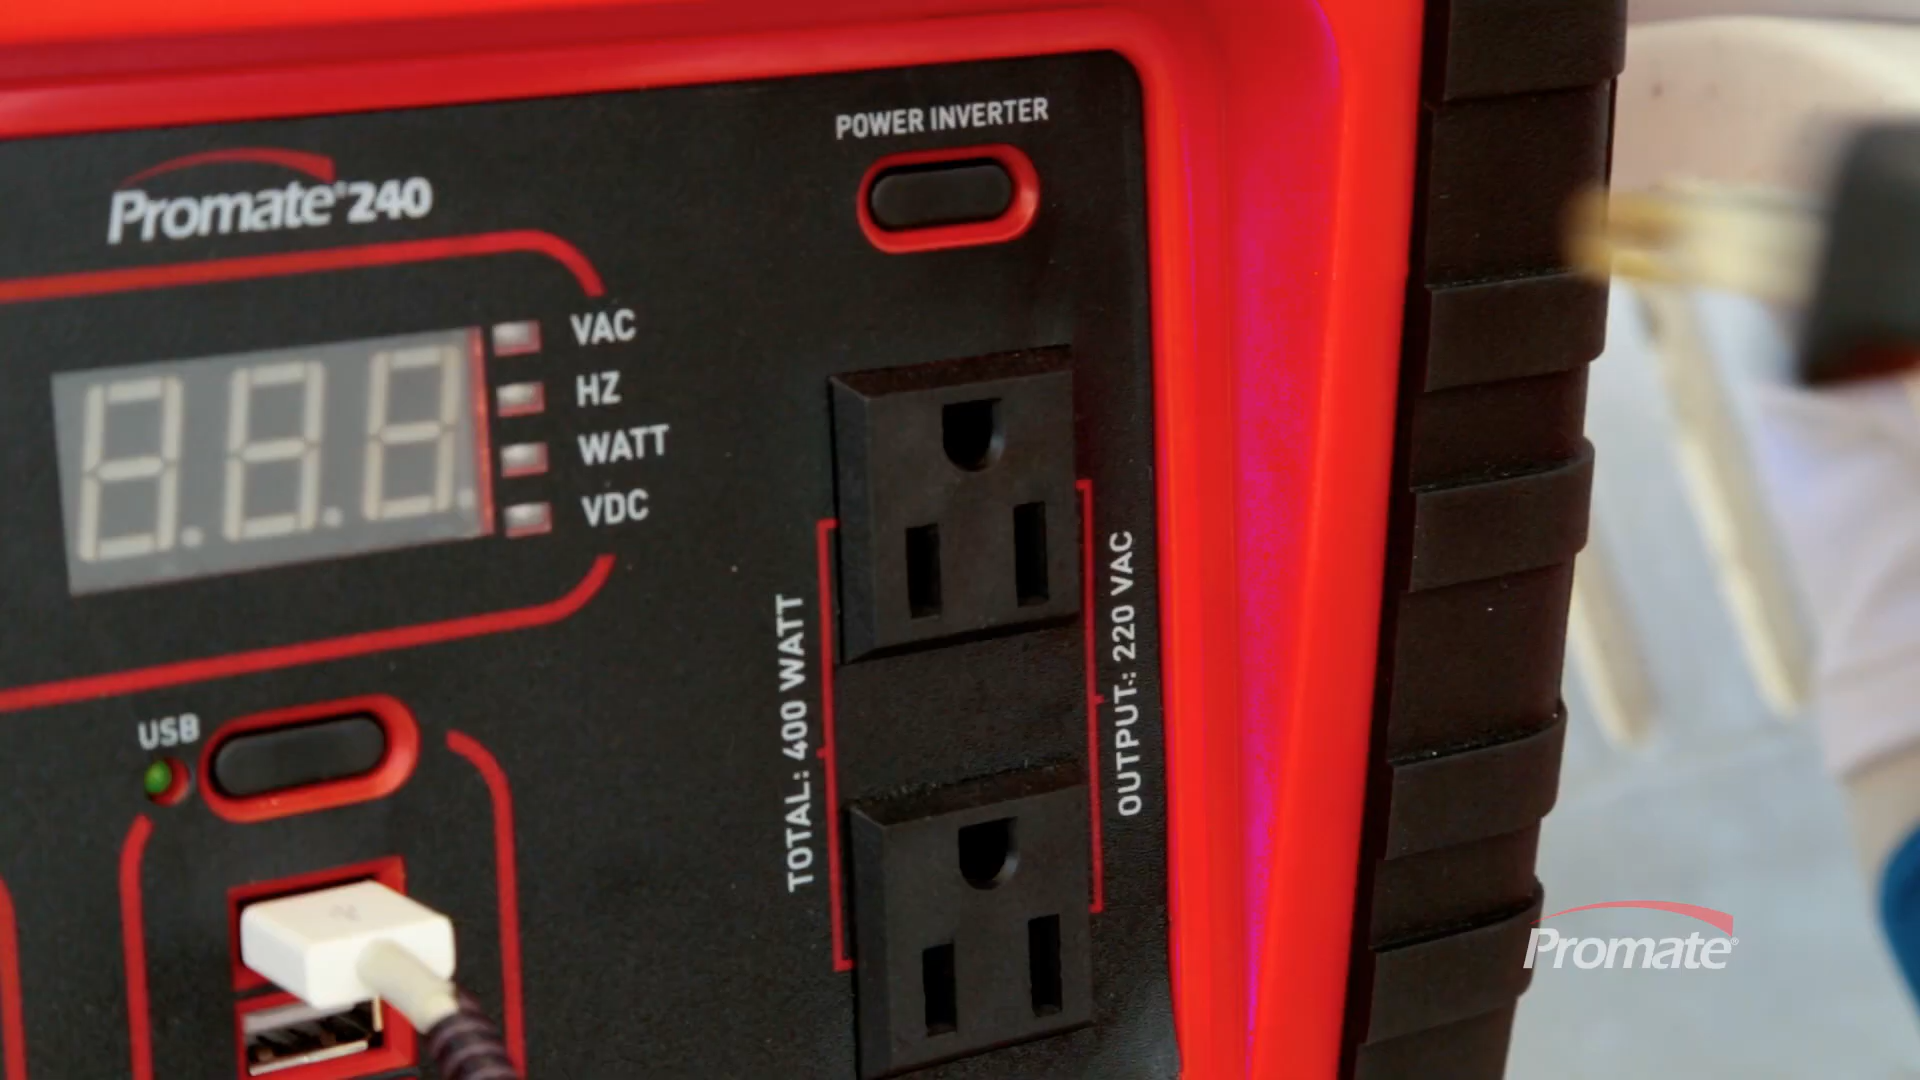 POWER INVERTER
Promate® 240
VAC
HZ
WATT
VDC
USB
TOTAL: 400 WATT
OUTPUT: 220 VAC
Promate®